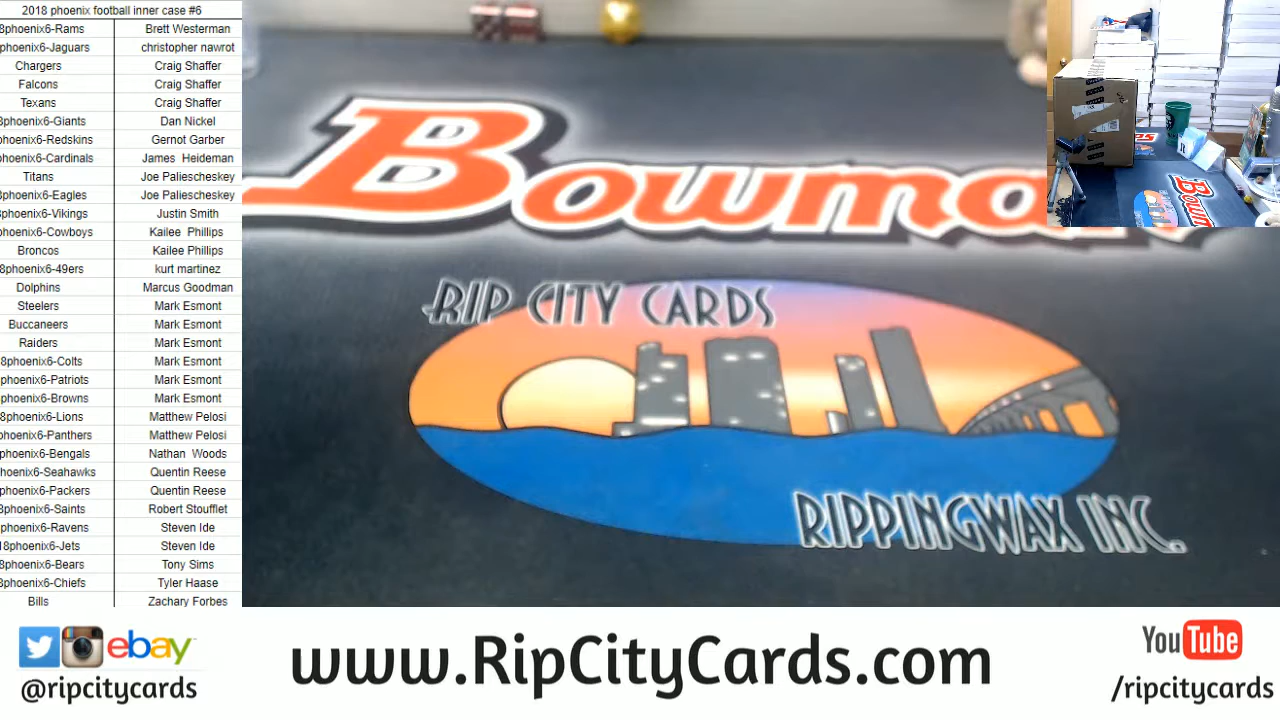 2018 phoenix football inner case #6
8phoenix6-Rams Brett Westerman
phoenix6-Jaguars christopher nawrot
Chargers Craig Shaffer
Falcons Craig Shaffer
Texans Craig Shaffer
8phoenix6-Giants Dan Nickel
phoenix6-Redskins Gernot Garber
phoenix6-Cardinals James Heideman
Titans Joe Paliescheskey
8phoenix6-Eagles Joe Paliescheskey
8phoenix6-Vikings Justin Smith
phoenix6-Cowboys Kailee Phillips
Broncos Kailee Phillips
8phoenix6-49ers kurt martinez
Dolphins Marcus Goodman
Steelers Mark Esmont
Buccaneers Mark Esmont
Raiders Mark Esmont
8phoenix6-Colts Mark Esmont
phoenix6-Patriots Mark Esmont
phoenix6-Browns Mark Esmont
8phoenix6-Lions Matthew Pelosi
phoenix6-Panthers Matthew Pelosi
phoenix6-Bengals Nathan Woods
hoenix6-Seahawks Quentin Reese
phoenix6-Packers Quentin Reese
8phoenix6-Saints Robert Stoufflet
phoenix6-Ravens Steven Ide
18phoenix6-Jets Steven Ide
8phoenix6-Bears Tony Sims
8phoenix6-Chiefs Tyler Haase
Bills Zachary Forbes
Bowma
RIP CITY CARDS
RIPPINGWAX INC.
ebay
@ripcitycards
www.RipCityCards.com
YouTube
/ripcitycards